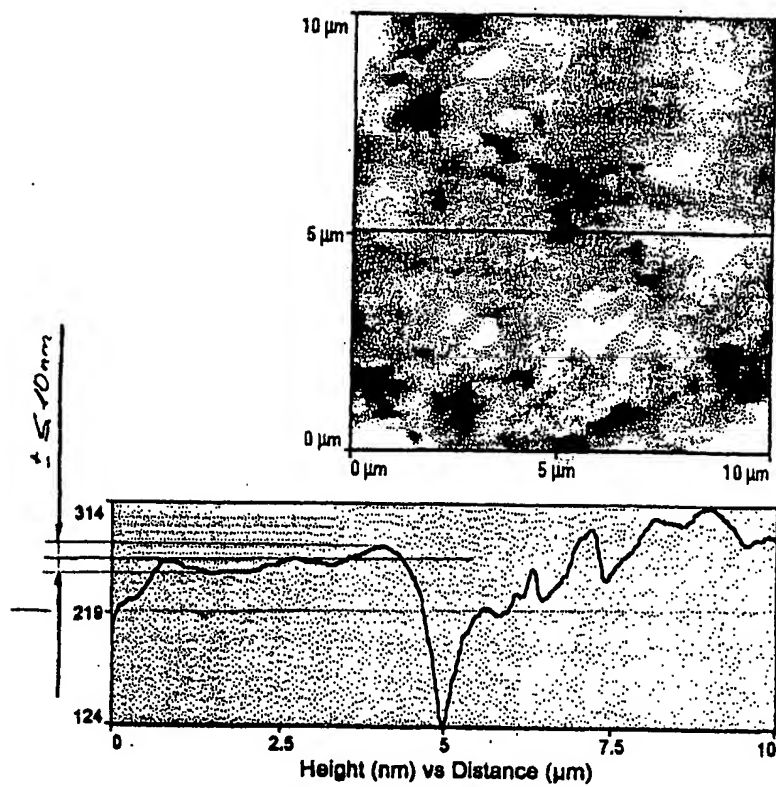 10 µm
5 µm
0 µm
0 µm 5 µm 10 µm
± ≤ 10nm
314
219
124
0 2.5 5 7.5 10
Height (nm) vs Distance (µm)